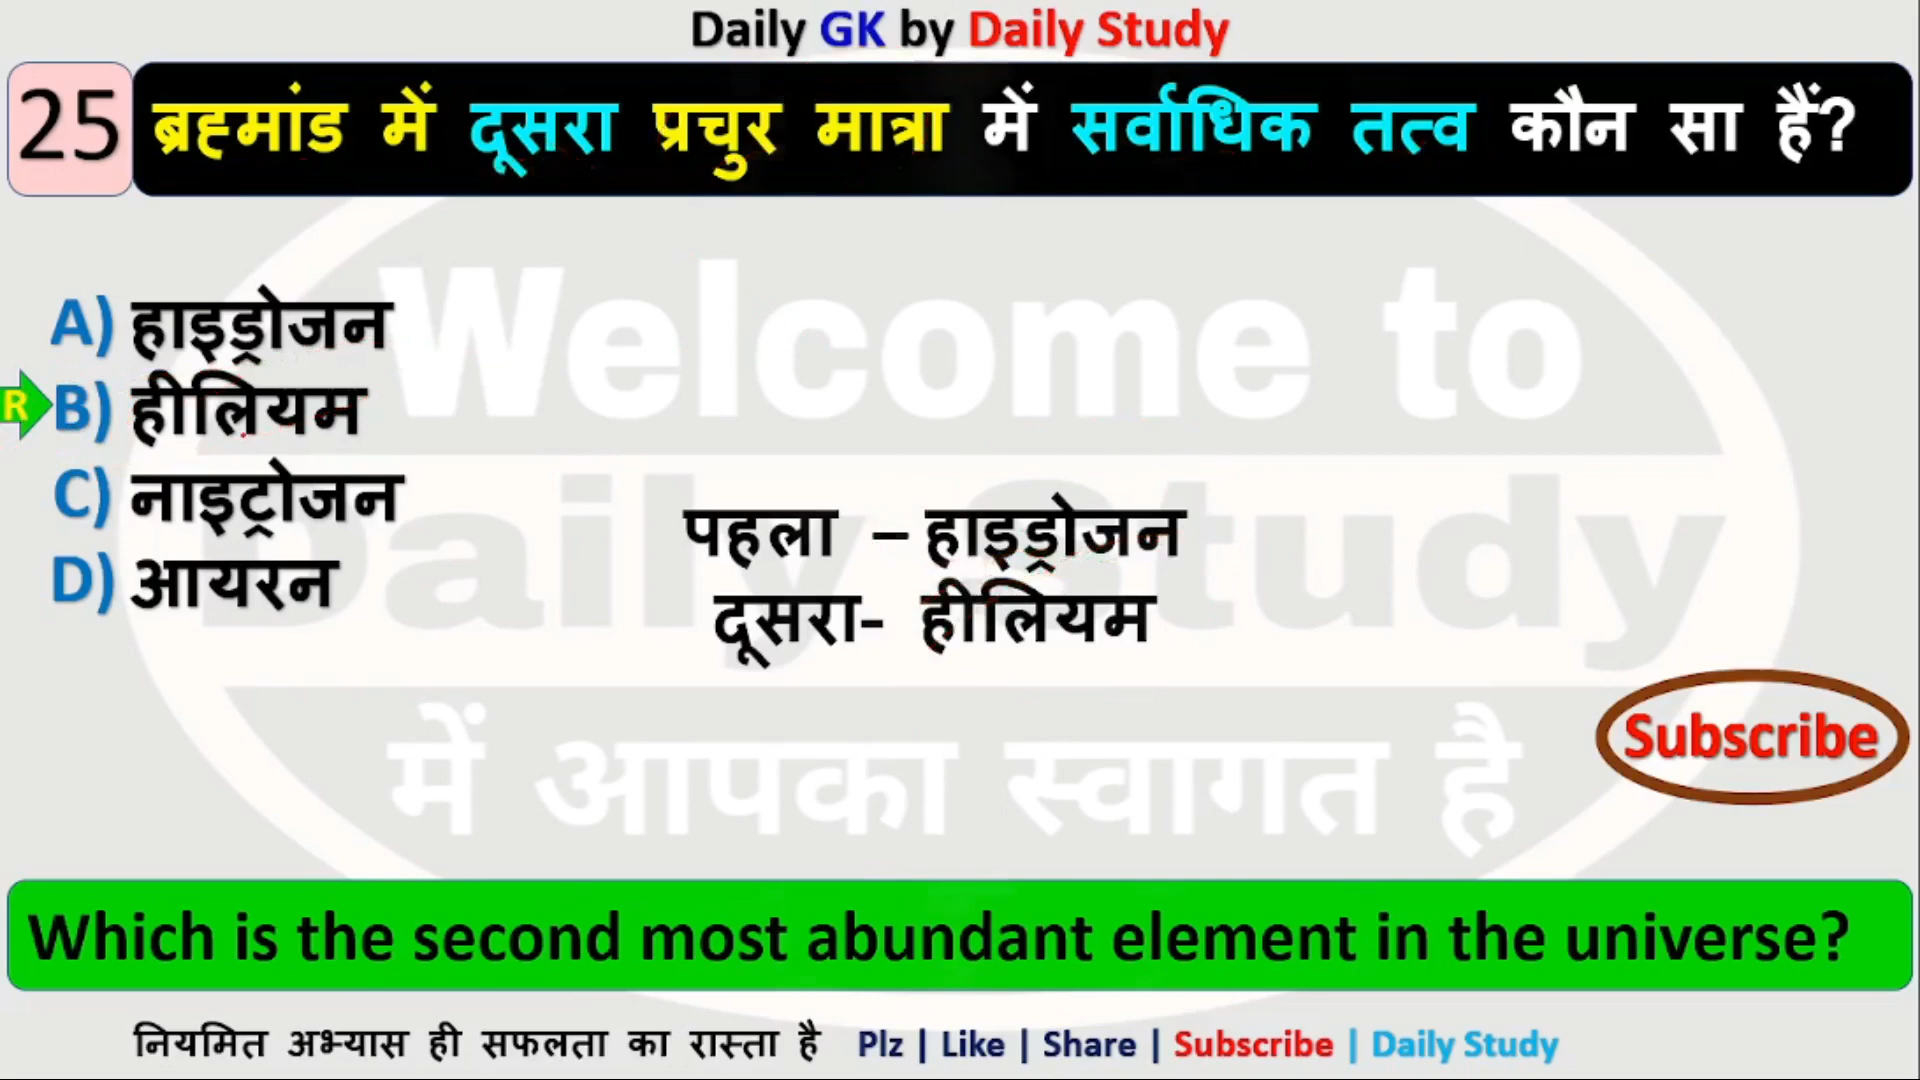 Daily GK by Daily Study
25 ब्रह्मांड में दूसरा प्रचुर मात्रा में सर्वाधिक तत्व कौन सा हैं?
Welcome to
A) हाइड्रोजन
R B) हीलियम
C) नाइट्रोजन
Daily Study
पहला – हाइड्रोजन
D) आयरन
दूसरा- हीलियम
Subscribe
में आपका स्वागत है
Which is the second most abundant element in the universe?
नियमित अभ्यास ही सफलता का रास्ता है Plz | Like | Share | Subscribe | Daily Study